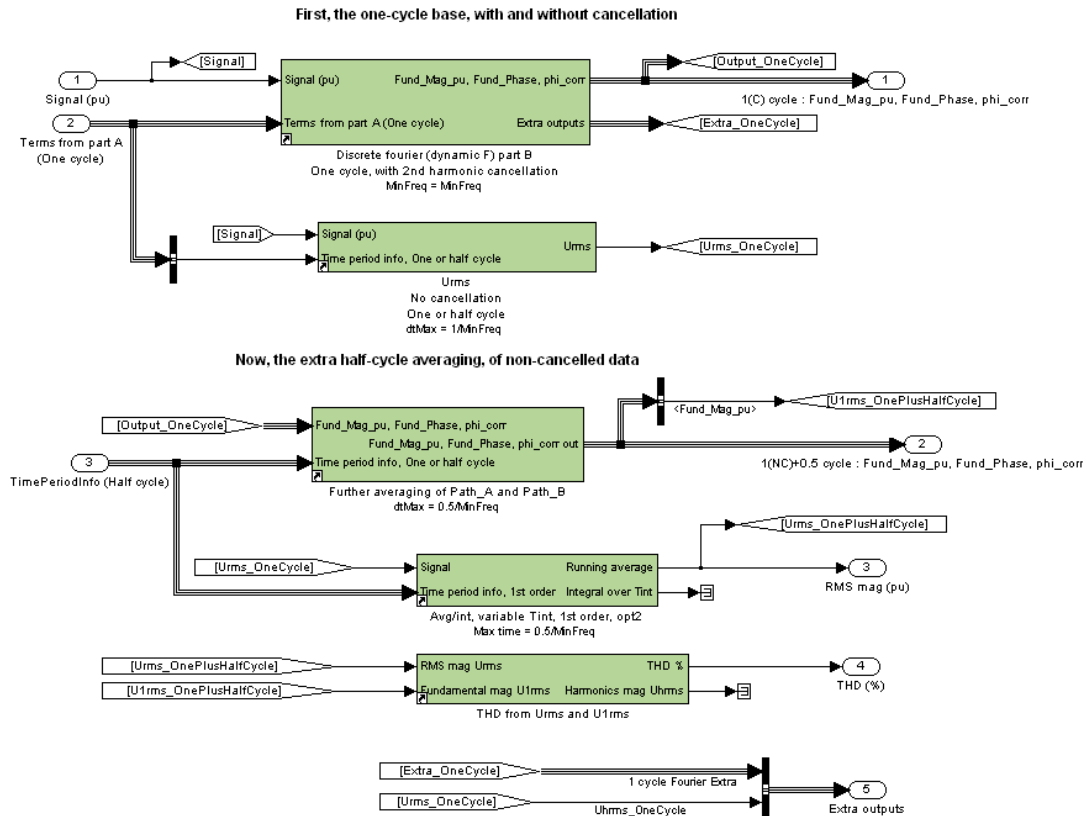 First, the one-cycle base, with and without cancellation
[Signal]
[Output_OneCycle]
1
Signal (pu)
Signal (pu)
Fund_Mag_pu, Fund_Phase, phi_corr
1
1(C) cycle : Fund_Mag_pu, Fund_Phase, phi_corr
2
Terms from part A
(One cycle)
Terms from part A (One cycle)
Extra outputs
[Extra_OneCycle]
Discrete fourier (dynamic F) part B
One cycle, with 2nd harmonic cancellation
MinFreq = MinFreq
[Signal]
Signal (pu)
Time period info, One or half cycle
Urms
[Urms_OneCycle]
Urms
No cancellation
One or half cycle
dtMax = 1/MinFreq
Now, the extra half-cycle averaging, of non-cancelled data
<Fund_Mag_pu>
[U1rms_OnePlusHalfCycle]
[Output_OneCycle]
Fund_Mag_pu, Fund_Phase, phi_corr
Fund_Mag_pu, Fund_Phase, phi_corr out
2
1(NC)+0.5 cycle : Fund_Mag_pu, Fund_Phase, phi_corr
3
TimePeriodInfo (Half cycle)
Time period info, One or half cycle
Further averaging of Path_A and Path_B
dtMax = 0.5/MinFreq
[Urms_OnePlusHalfCycle]
[Urms_OneCycle]
Signal
Running average
3
RMS mag (pu)
Time period info, 1st order
Integral over Tint
Avg/int, variable Tint, 1st order, opt2
Max time = 0.5/MinFreq
[Urms_OnePlusHalfCycle]
RMS mag Urms
THD %
4
THD (%)
[U1rms_OnePlusHalfCycle]
Fundamental mag U1rms
Harmonics mag Uhrms
THD from Urms and U1rms
[Extra_OneCycle]
1 cycle Fourier Extra
5
Extra outputs
[Urms_OneCycle]
Uhrms_OneCycle